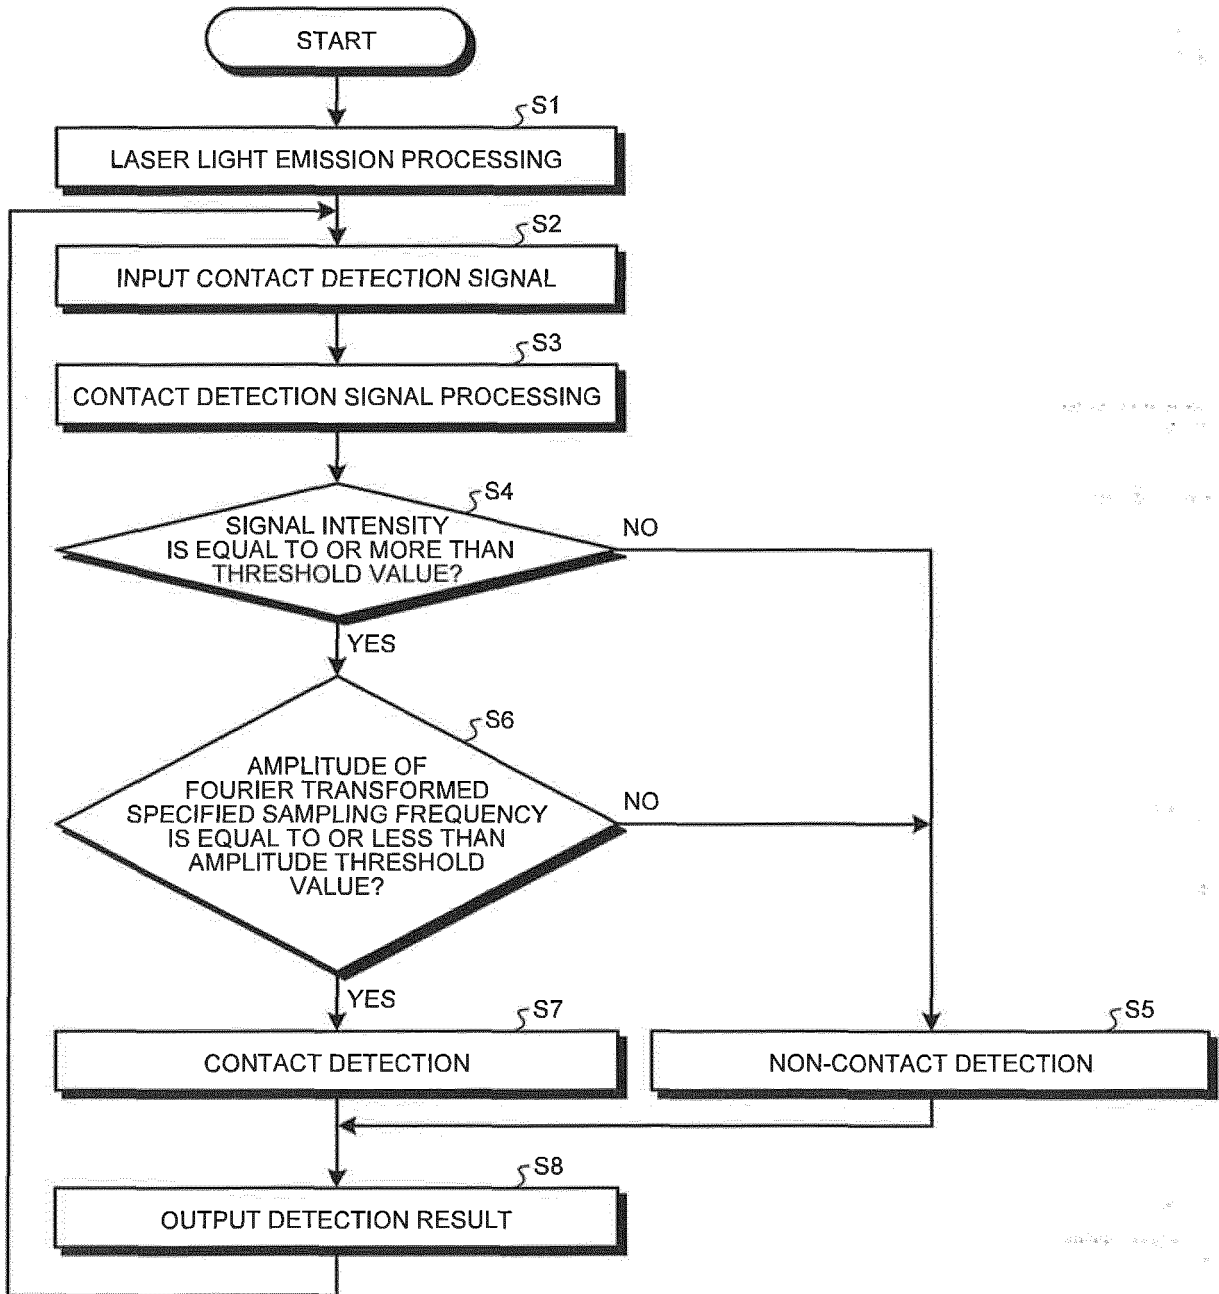 START
S1
LASER LIGHT EMISSION PROCESSING
S2
INPUT CONTACT DETECTION SIGNAL
S3
CONTACT DETECTION SIGNAL PROCESSING
S4
SIGNAL INTENSITY
IS EQUAL TO OR MORE THAN
THRESHOLD VALUE?
NO
YES
S6
AMPLITUDE OF
FOURIER TRANSFORMED
SPECIFIED SAMPLING FREQUENCY
IS EQUAL TO OR LESS THAN
AMPLITUDE THRESHOLD
VALUE?
NO
YES
S7
CONTACT DETECTION
S5
NON-CONTACT DETECTION
S8
OUTPUT DETECTION RESULT